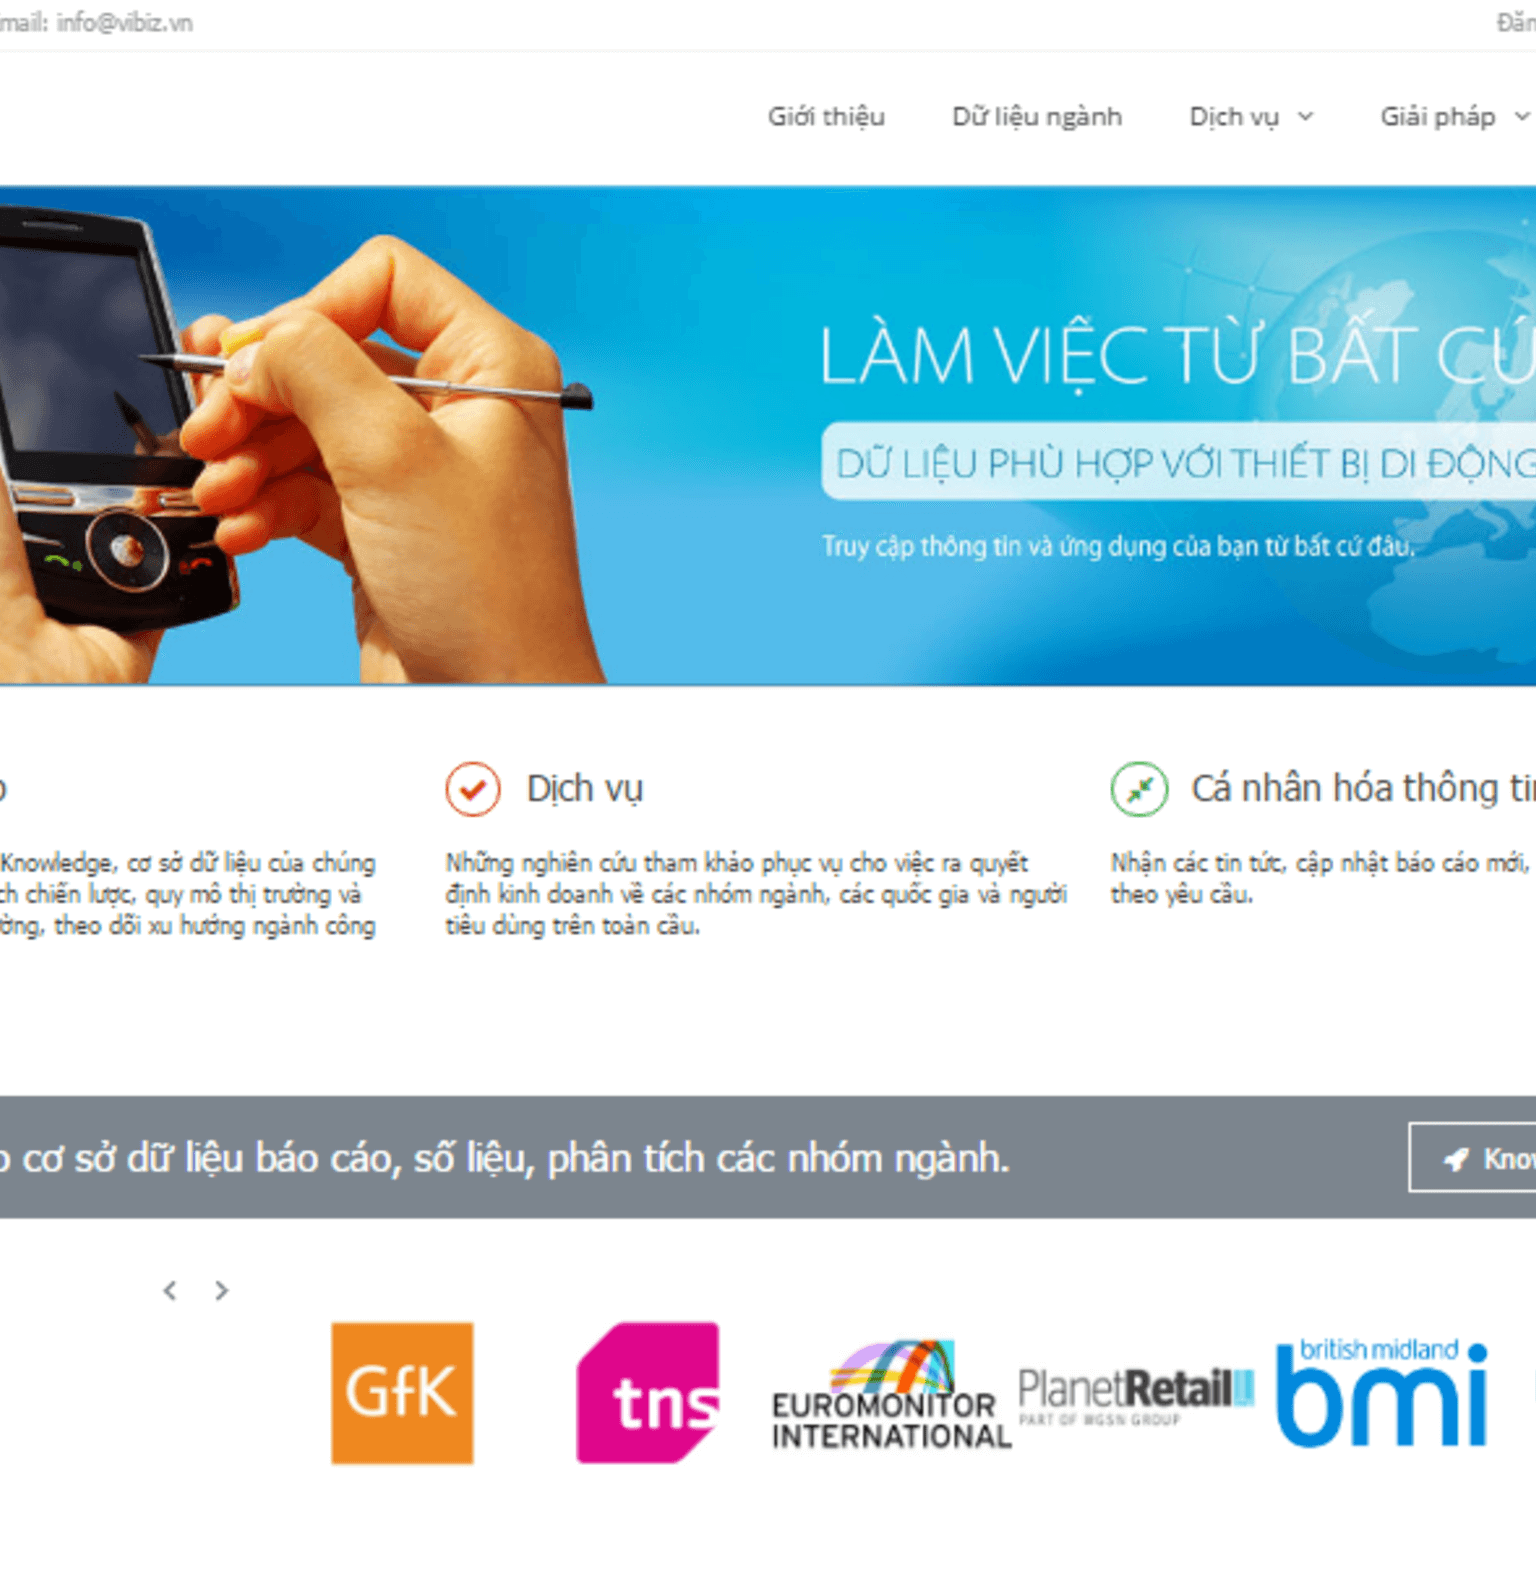 mail: info@vibiz.vn
Giới thiệu
Dữ liệu ngành
Dịch vụ
Giải pháp
LÀM VIỆC TỪ BẤT CỨ
DỮ LIỆU PHÙ HỢP VỚI THIẾT BỊ DI ĐỘNG
Truy cập thông tin và ứng dụng của bạn từ bất cứ đâu.
Knowledge, cơ sở dữ liệu của chúng
chiến lược, quy mô thị trường và
theo dõi xu hướng ngành công
Dịch vụ
Những nghiên cứu tham khảo phục vụ cho việc ra quyết
định kinh doanh về các nhóm ngành, các quốc gia và người
tiêu dùng trên toàn cầu.
Cá nhân hóa thông
Nhận các tin tức, cập nhật báo cáo mới,
theo yêu cầu.
cơ sở dữ liệu báo cáo, số liệu, phân tích các nhóm ngành.
GfK
tns
EUROMONITOR
INTERNATIONAL
PlanetRetail
PART OF WGSN GROUP
british midland
bmi